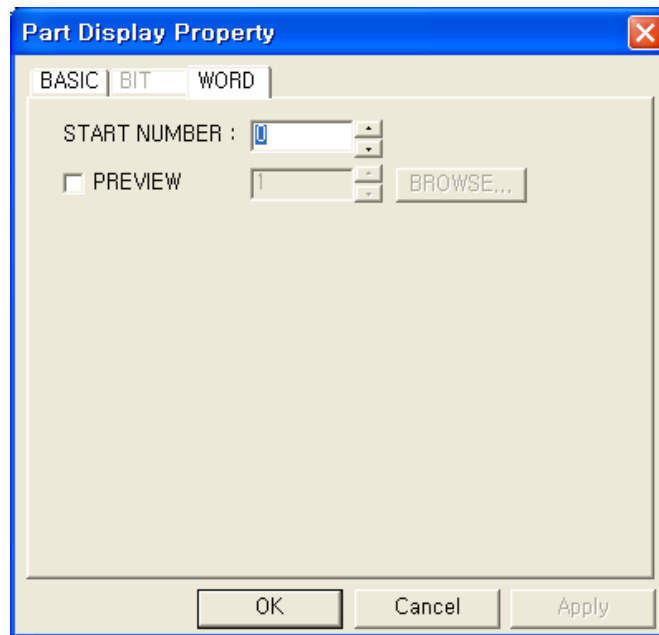 Part Display Property
BASIC BIT WORD
START NUMBER : 0
PREVIEW 1 BROWSE...
OK Cancel Apply